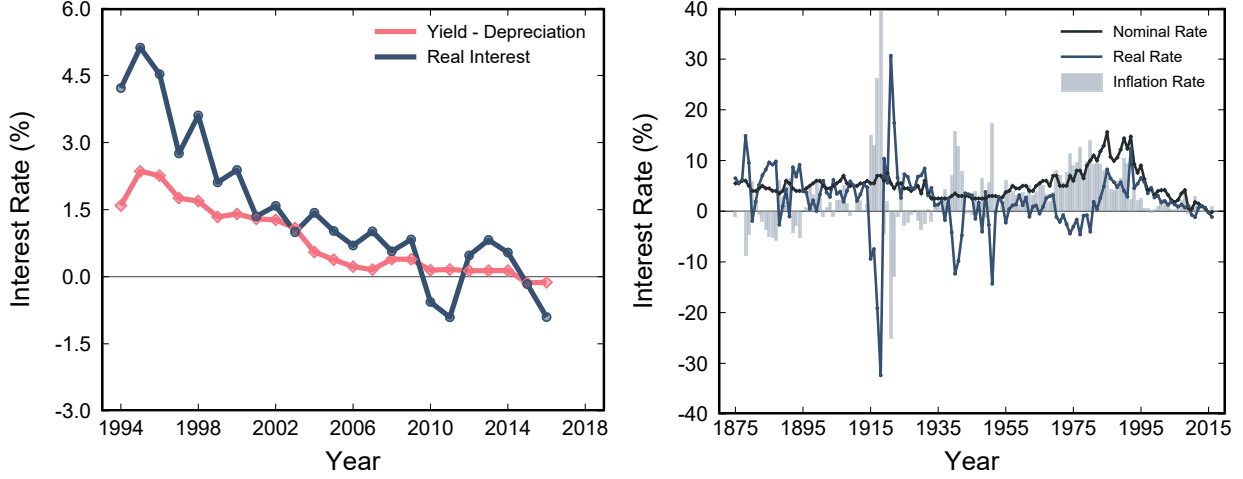 6.0
4.5
3.0
1.5
0.0
-1.5
-3.0
Interest Rate (%)
Yield - Depreciation
Real Interest
1994 1998 2002 2006 2010 2014 2018
Year
40
30
20
10
0
-10
-20
-30
-40
Interest Rate (%)
Nominal Rate
Real Rate
Inflation Rate
1875 1895 1915 1935 1955 1975 1995 2015
Year